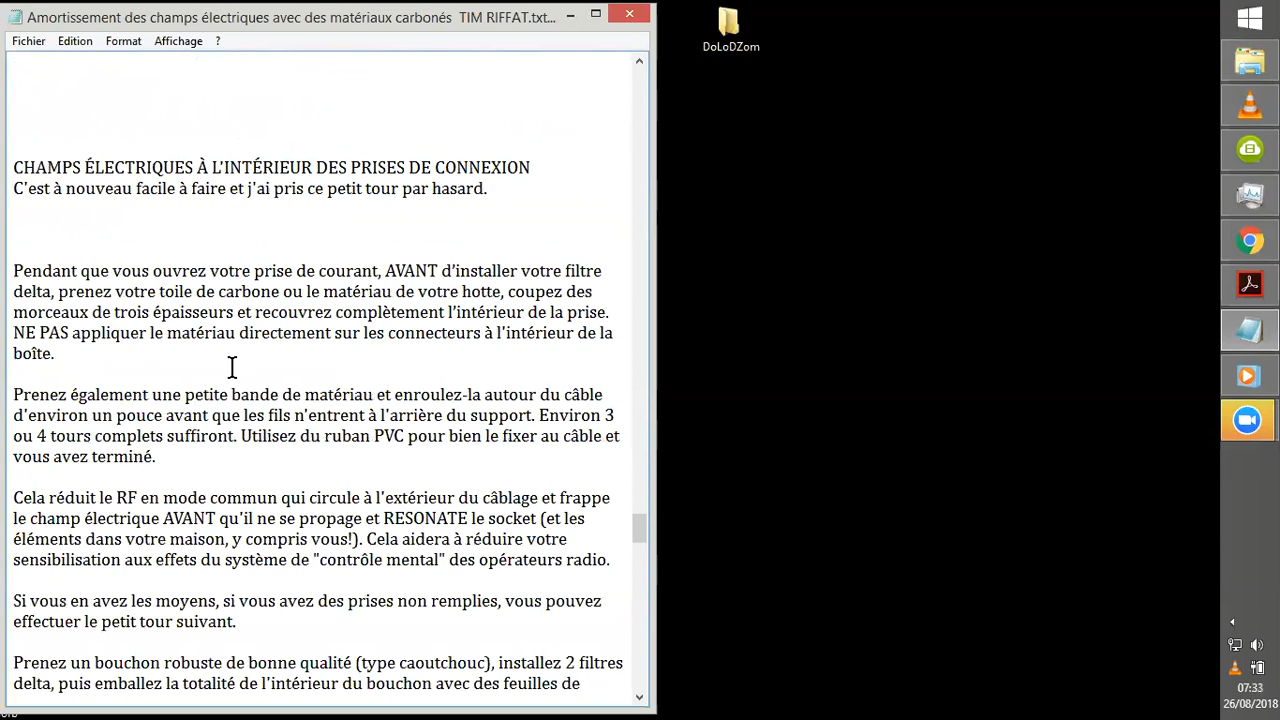 Amortissement des champs électriques avec des matériaux carbonés TIM RIFFAT.txt...
Fichier Edition Format Affichage ?
DoLoDZom
CHAMPS ÉLECTRIQUES À L'INTÉRIEUR DES PRISES DE CONNEXION
C'est à nouveau facile à faire et j'ai pris ce petit tour par hasard.
Pendant que vous ouvrez votre prise de courant, AVANT d’installer votre filtre
delta, prenez votre toile de carbone ou le matériau de votre hotte, coupez des
morceaux de trois épaisseurs et recouvrez complètement l’intérieur de la prise.
NE PAS appliquer le matériau directement sur les connecteurs à l'intérieur de la
boîte.
Prenez également une petite bande de matériau et enroulez-la autour du câble
d’environ un pouce avant que les fils n’entrent à l’arrière du support. Environ 3
ou 4 tours complets suffiront. Utilisez du ruban PVC pour bien le fixer au câble et
vous avez terminé.
Cela réduit le RF en mode commun qui circule à l'extérieur du câblage et frappe
le champ électrique AVANT qu'il ne se propage et RESONATE le socket (et les
éléments dans votre maison, y compris vous!). Cela aidera à réduire votre
sensibilisation aux effets du système de "contrôle mental" des opérateurs radio.
Si vous en avez les moyens, si vous avez des prises non remplies, vous pouvez
effectuer le petit tour suivant.
Prenez un bouchon robuste de bonne qualité (type caoutchouc), installez 2 filtres
delta, puis emballez la totalité de l'intérieur du bouchon avec des feuilles de
07:33
26/08/2018